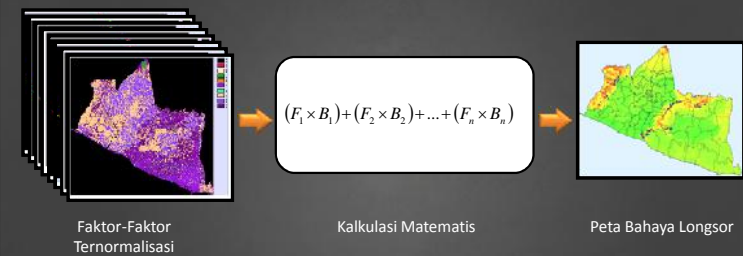 (F₁ × B₁) + (F₂ × B₂) + ... + (Fₙ × Bₙ)
Faktor-Faktor
Ternormalisasi
Kalkulasi Matematis
Peta Bahaya Longsor